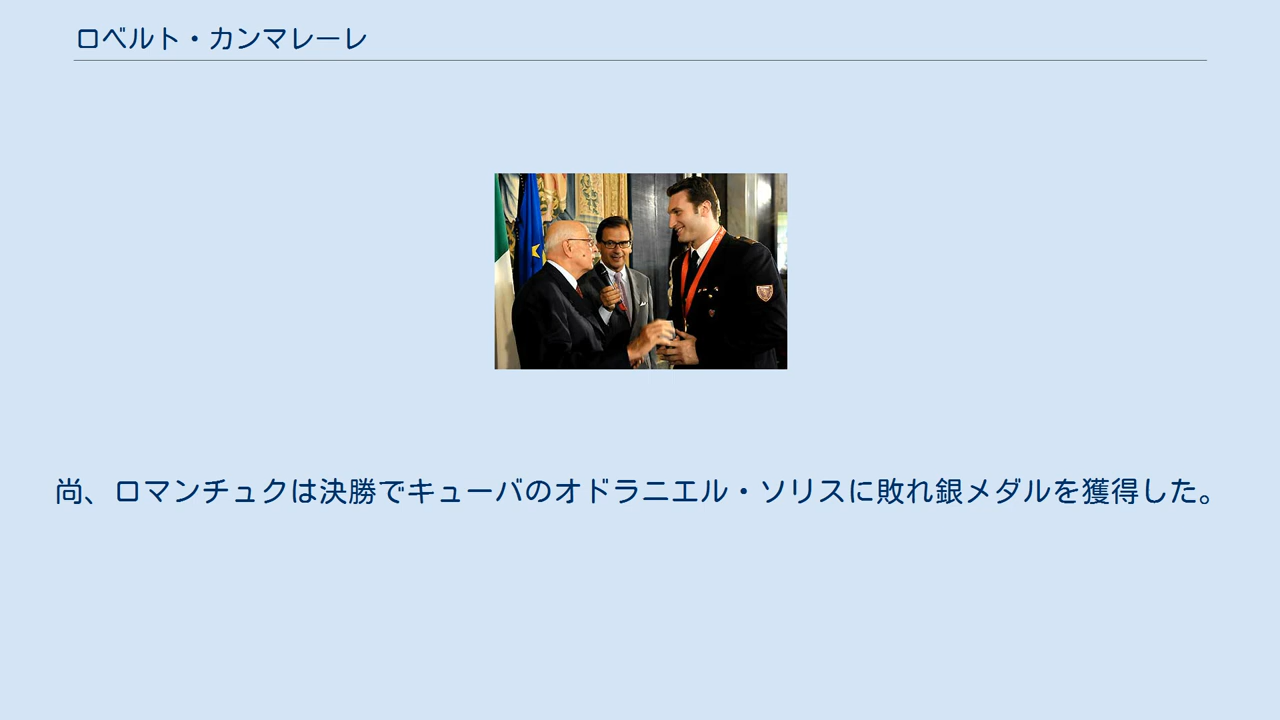 ロベルト・カンマレーレ
尚、ロマンチュクは決勝でキューバのオドラニエル・ソリスに敗れ銀メダルを獲得した。